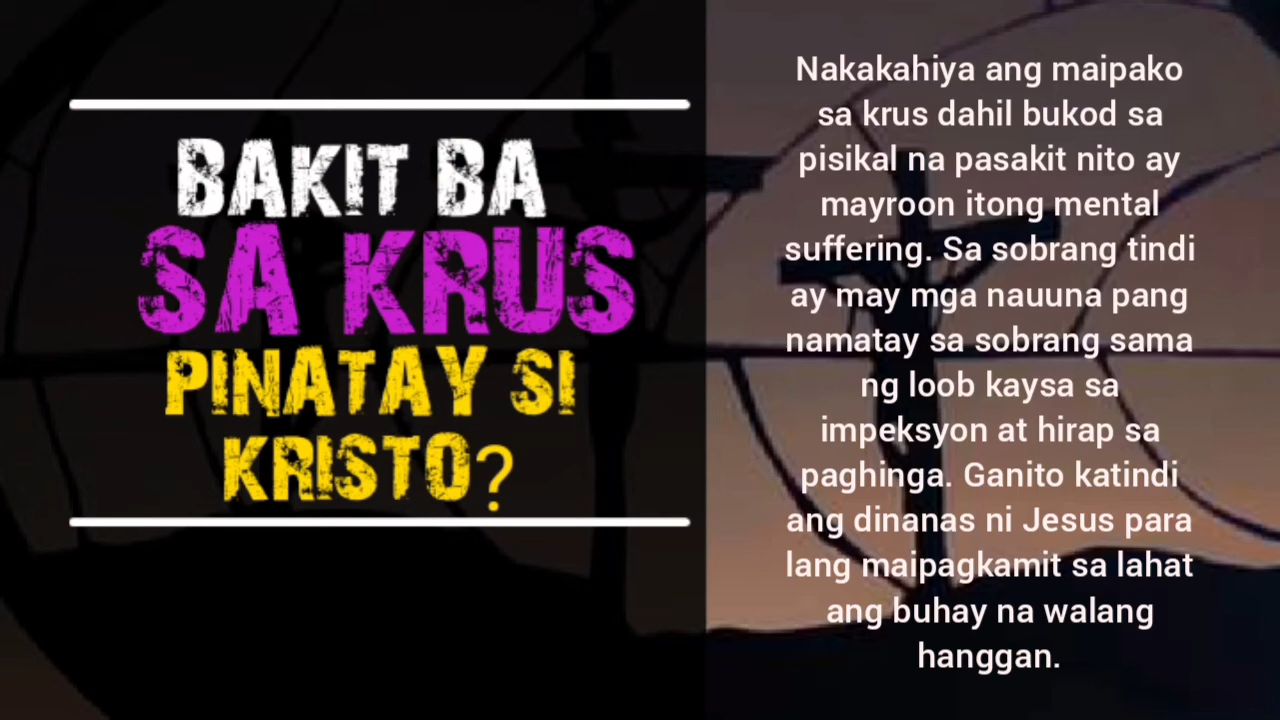 BAKIT BA
SA KRUS
PINATAY SI
KRISTO?
Nakakahiya ang maipako
sa krus dahil bukod sa
pisikal na pasakit nito ay
mayroon itong mental
suffering. Sa sobrang tindi
ay may mga nauuna pang
namatay sa sobrang sama
ng loob kaysa sa
impeksyon at hirap sa
paghinga. Ganito katindi
ang dinanas ni Jesus para
lang maipagkamit sa lahat
ang buhay na walang
hanggan.